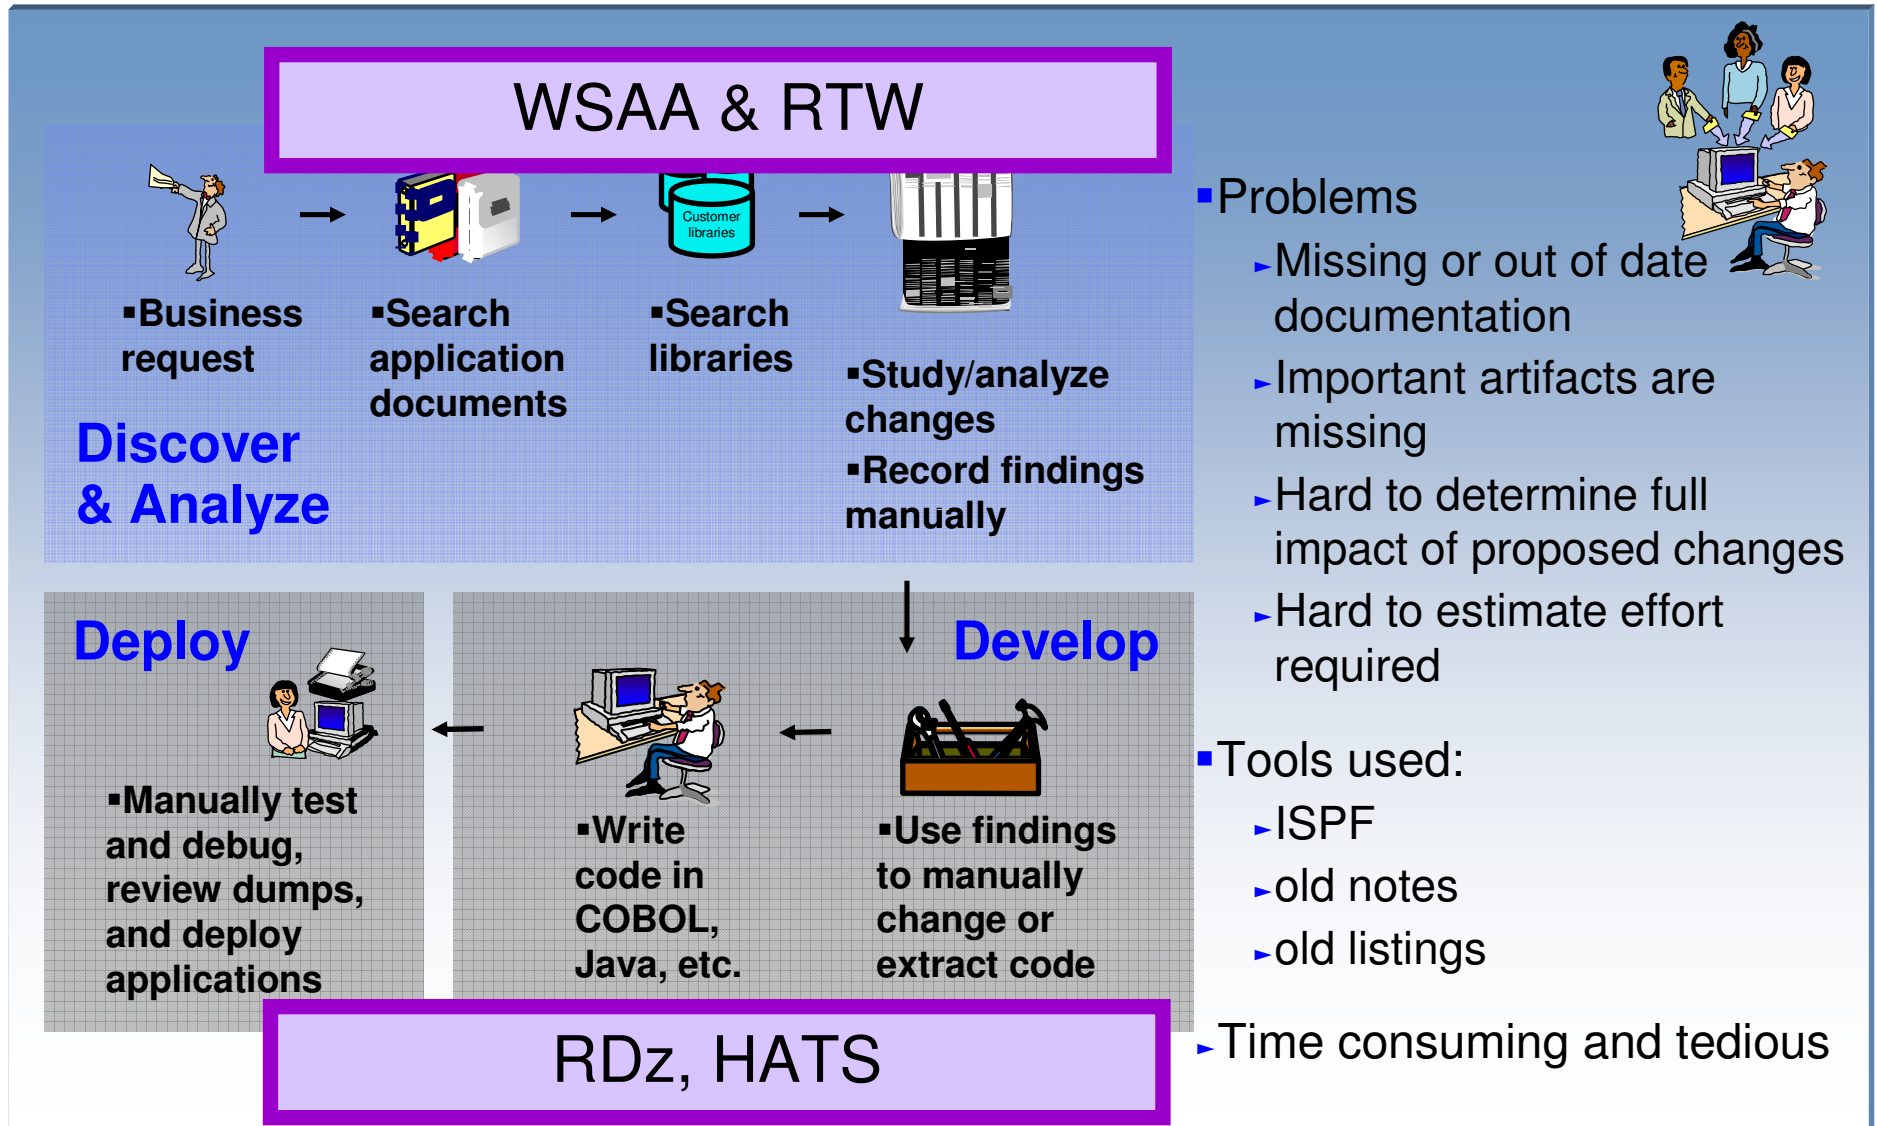 WSAA & RTW
Customer
libraries
▪Business
request
▪Search
application
documents
▪Search
libraries
▪Study/analyze
changes
▪Record findings
manually
Discover
& Analyze
Deploy
▪Manually test
and debug,
review dumps,
and deploy
applications
Develop
▪Write
code in
COBOL,
Java, etc.
▪Use findings
to manually
change or
extract code
RDz, HATS
▪Problems
►Missing or out of date
documentation
►Important artifacts are
missing
►Hard to determine full
impact of proposed changes
►Hard to estimate effort
required
▪Tools used:
►ISPF
►old notes
►old listings
►Time consuming and tedious